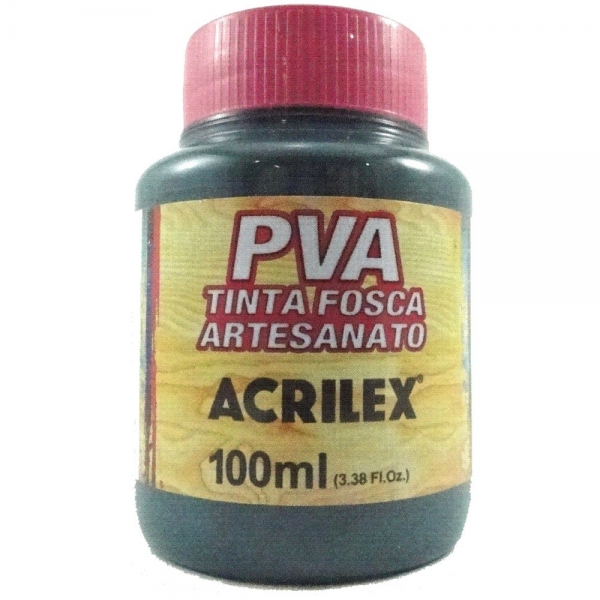 PVA
TINTA FOSCA
ARTESANATO
ACRILEX®
100ml (3.38 Fl.Oz.)